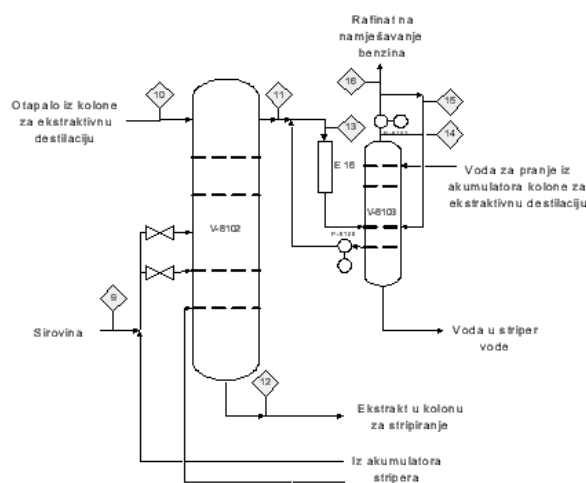 Rafinat na
namješavanje
benzina
16
10
11
15
Otapalo iz kolone
za ekstraktivnu
destilaciju
13
14
E 16
Voda za pranje iz
akumulatora kolone za
ekstraktivnu destilaciju
V-8102
V-8103
9
Sirovina
Voda u striper
vode
12
Ekstrakt u kolonu
za stripiranje
Iz akumulatora
stripera